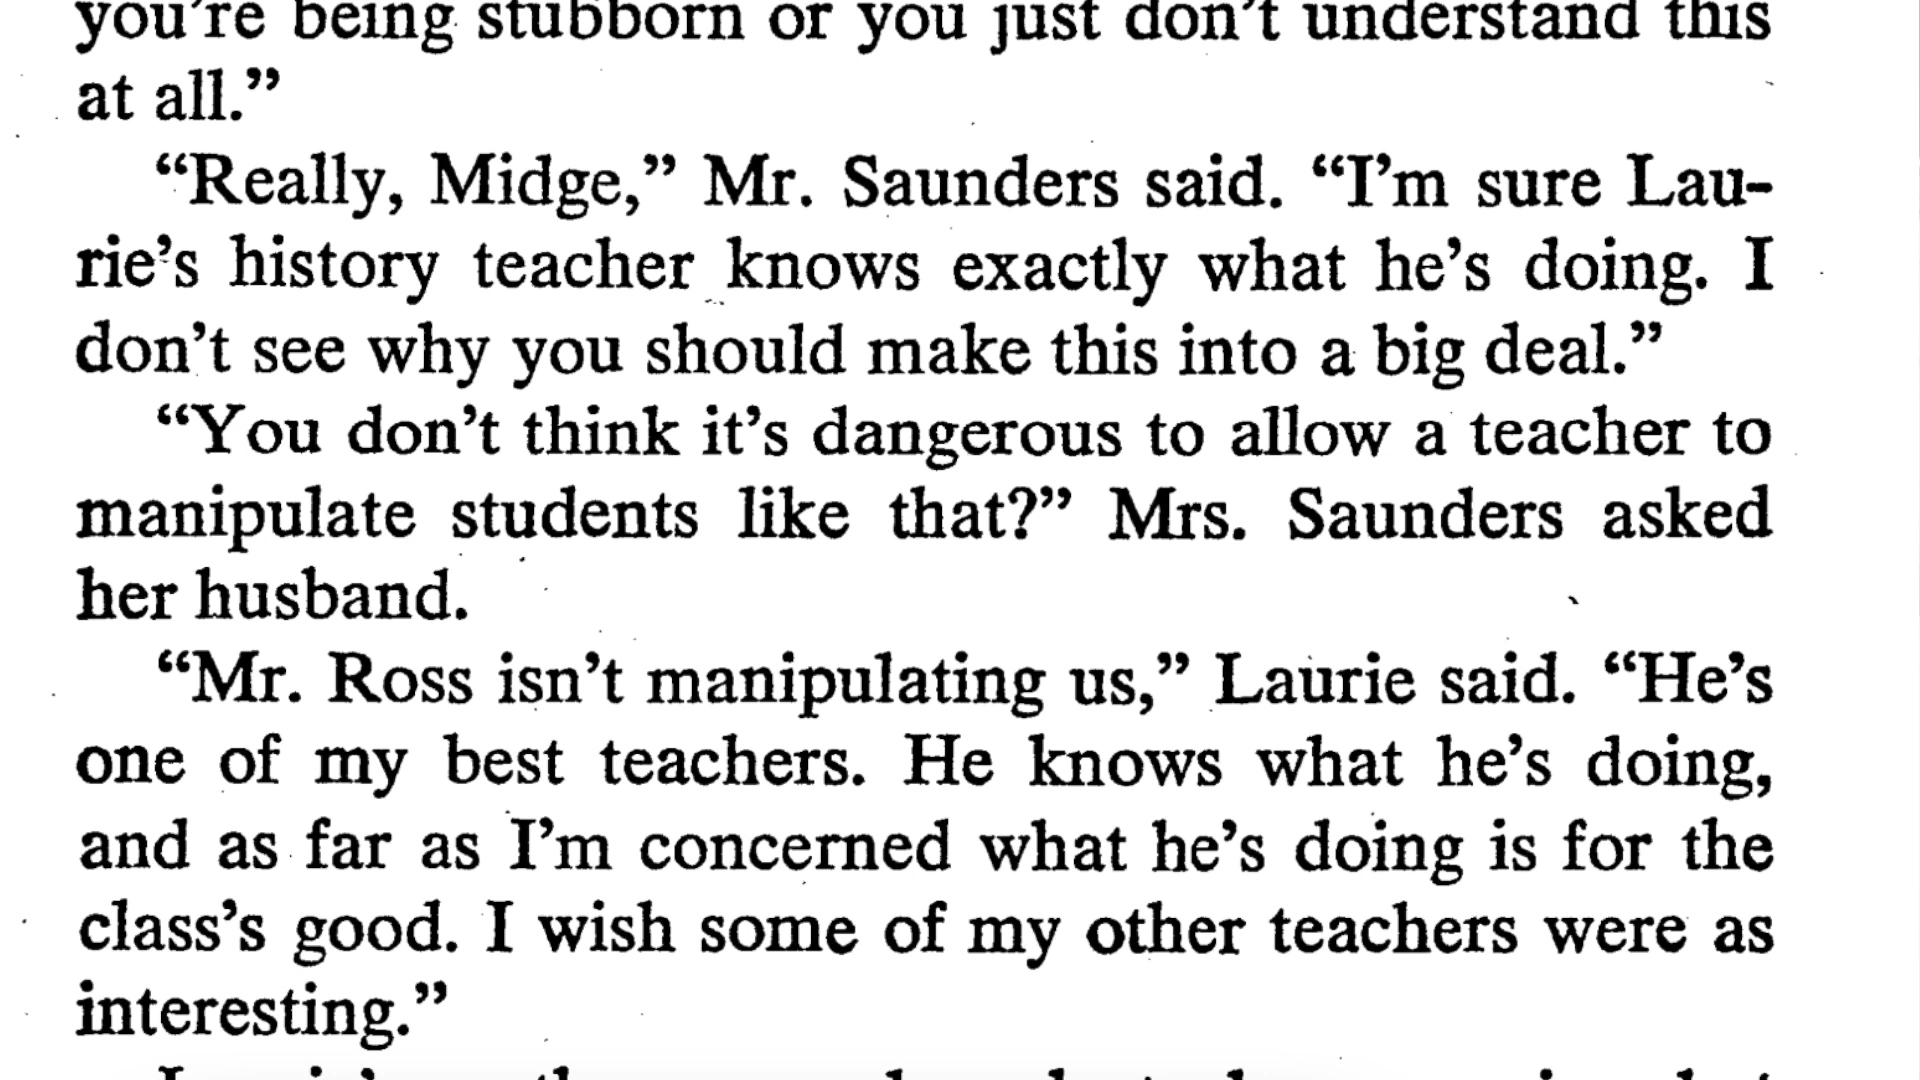 you're being stubborn or you just don't understand this
at all.”
“Really, Midge,” Mr. Saunders said. “I'm sure Lau-
rie's history teacher knows exactly what he's doing. I
don't see why you should make this into a big deal.”
“You don't think it's dangerous to allow a teacher to
manipulate students like that?” Mrs. Saunders asked
her husband.
“Mr. Ross isn't manipulating us,” Laurie said. “He's
one of my best teachers. He knows what he's doing,
and as far as I'm concerned what he's doing is for the
class's good. I wish some of my other teachers were as
interesting.”